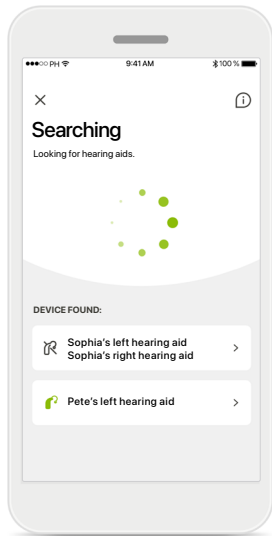 PH 9:41 AM 100 %
Searching
Looking for hearing aids.
DEVICE FOUND:
Sophia's left hearing aid
Sophia's right hearing aid
Pete's left hearing aid